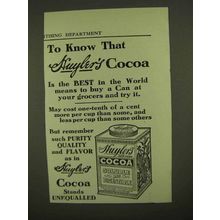 TISING DEPARTMENT
To Know That
Huyler's Cocoa
Is the BEST in the World
means to buy a Can at
your grocers and try it.
May cost one-tenth of a cent
more per cup than some, and
less per cup than some others
But remember
such PURITY
QUALITY
and FLAVOR
as in
Huyler's
Cocoa
Stands
UNEQUALLED
Huyler's
COCOA
SOLUBLE